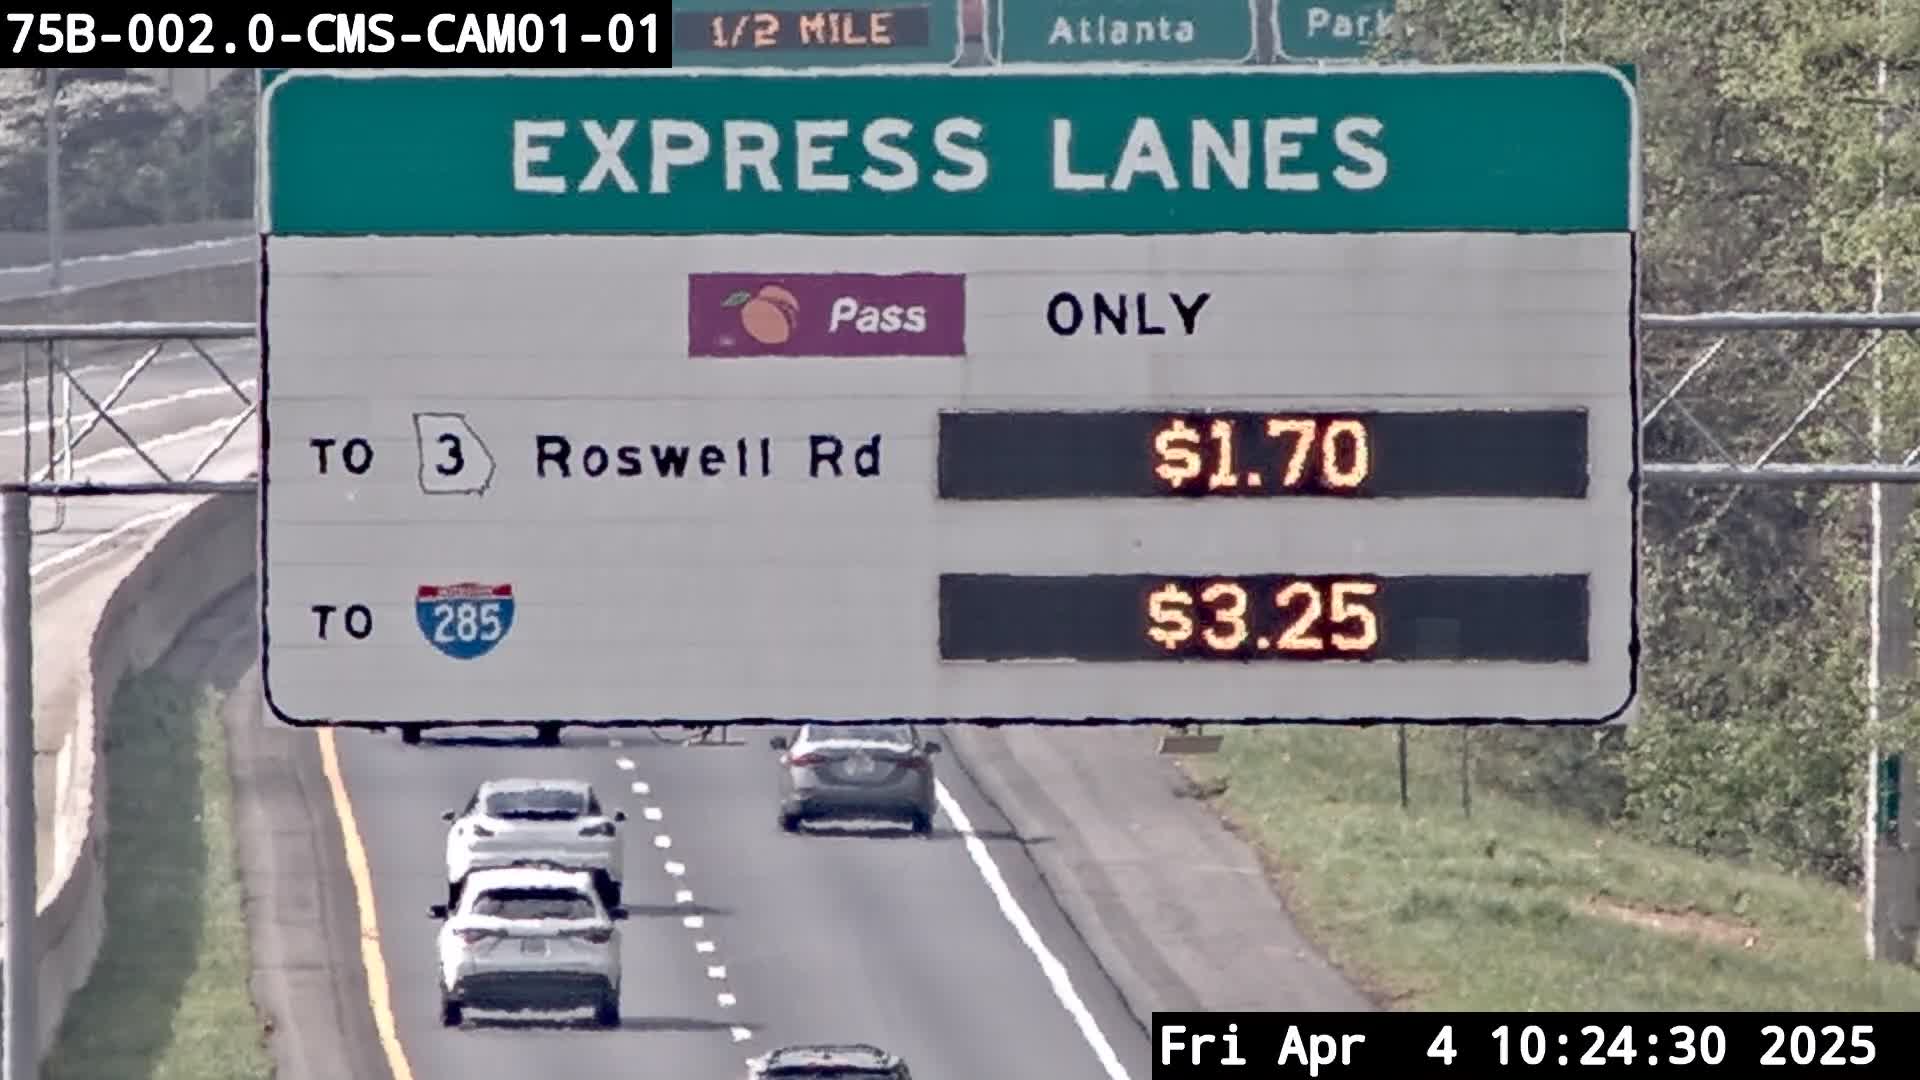 75B-002.0-CMS-CAM01-01
1/2 MILE
Atlanta
Park
EXPRESS LANES
Pass ONLY
TO 3 Roswell Rd $1.70
TO 285 $3.25
Fri Apr 4 10:24:30 2025